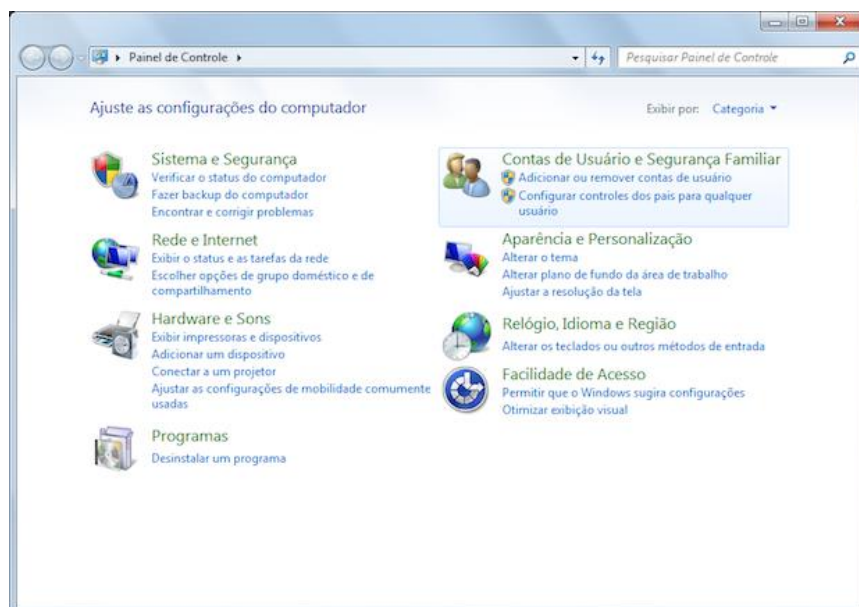 Painel de Controle
Pesquisar Painel de Controle
Ajuste as configurações do computador
Exibir por: Categoria
Sistema e Segurança
Verificar o status do computador
Fazer backup do computador
Encontrar e corrigir problemas
Rede e Internet
Exibir o status e as tarefas da rede
Escolher opções de grupo doméstico e de
compartilhamento
Hardware e Sons
Exibir impressoras e dispositivos
Adicionar um dispositivo
Conectar a um projetor
Ajustar as configurações de mobilidade comumente
usadas
Programas
Desinstalar um programa
Contas de Usuário e Segurança Familiar
Adicionar ou remover contas de usuário
Configurar controles dos pais para qualquer
usuário
Aparência e Personalização
Alterar o tema
Alterar plano de fundo da área de trabalho
Ajustar a resolução da tela
Relógio, Idioma e Região
Alterar os teclados ou outros métodos de entrada
Facilidade de Acesso
Permitir que o Windows sugira configurações
Otimizar exibição visual